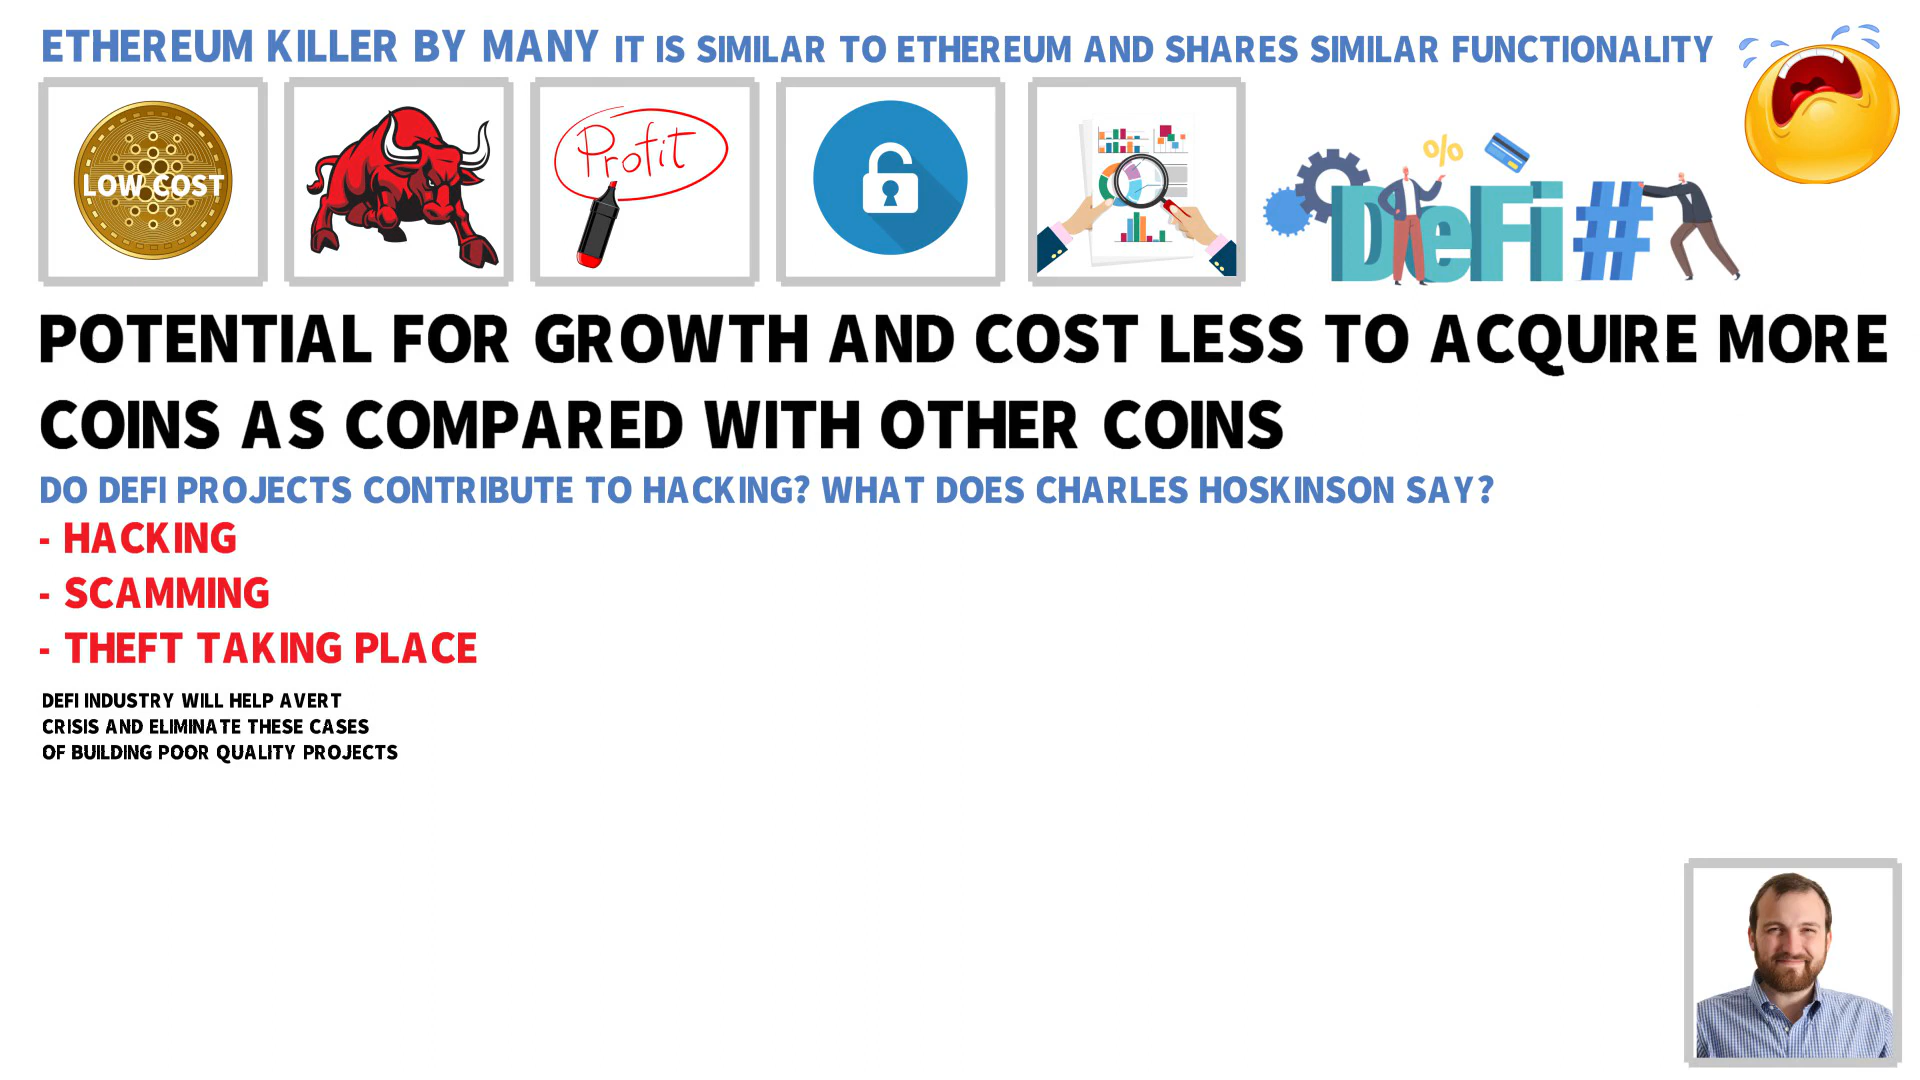 ETHEREUM KILLER BY MANY IT IS SIMILAR TO ETHEREUM AND SHARES SIMILAR FUNCTIONALITY
LOW COST
Profit
%
DeFi #
POTENTIAL FOR GROWTH AND COST LESS TO ACQUIRE MORE
COINS AS COMPARED WITH OTHER COINS
DO DEFI PROJECTS CONTRIBUTE TO HACKING? WHAT DOES CHARLES HOSKINSON SAY?
- HACKING
- SCAMMING
- THEFT TAKING PLACE
DEFI INDUSTRY WILL HELP AVERT
CRISIS AND ELIMINATE THESE CASES
OF BUILDING POOR QUALITY PROJECTS